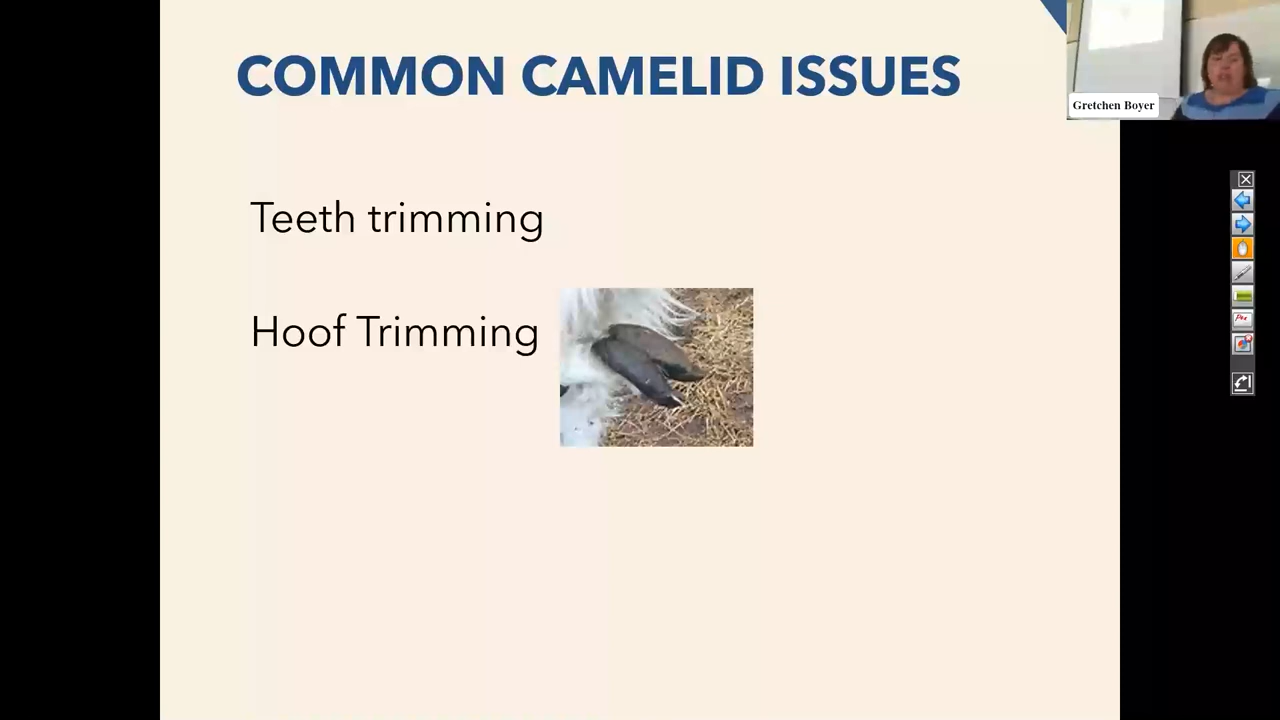 COMMON CAMELID ISSUES
Gretchen Boyer
Teeth trimming
Hoof Trimming